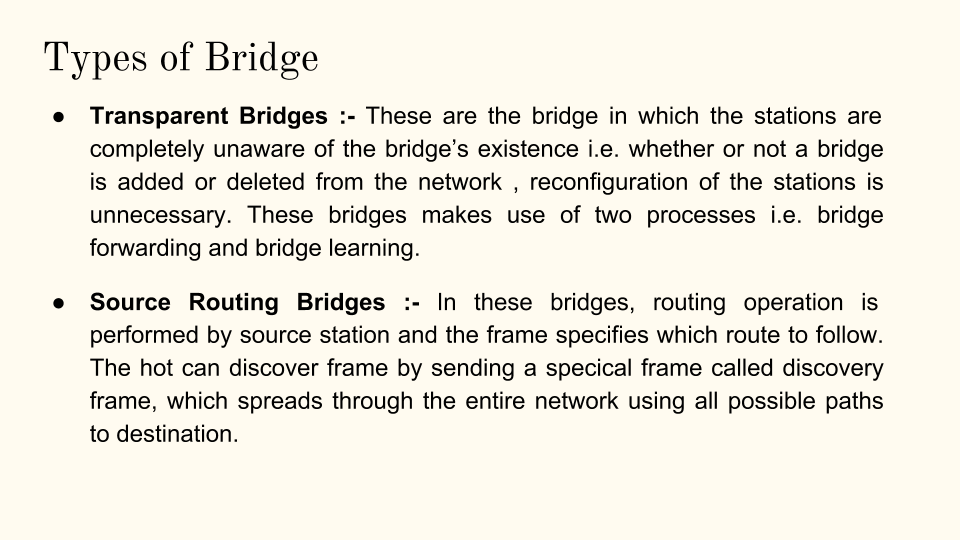 Types of Bridge
● Transparent Bridges :- These are the bridge in which the stations are
completely unaware of the bridge’s existence i.e. whether or not a bridge
is added or deleted from the network , reconfiguration of the stations is
unnecessary. These bridges makes use of two processes i.e. bridge
forwarding and bridge learning.
● Source Routing Bridges :- In these bridges, routing operation is
performed by source station and the frame specifies which route to follow.
The hot can discover frame by sending a specical frame called discovery
frame, which spreads through the entire network using all possible paths
to destination.